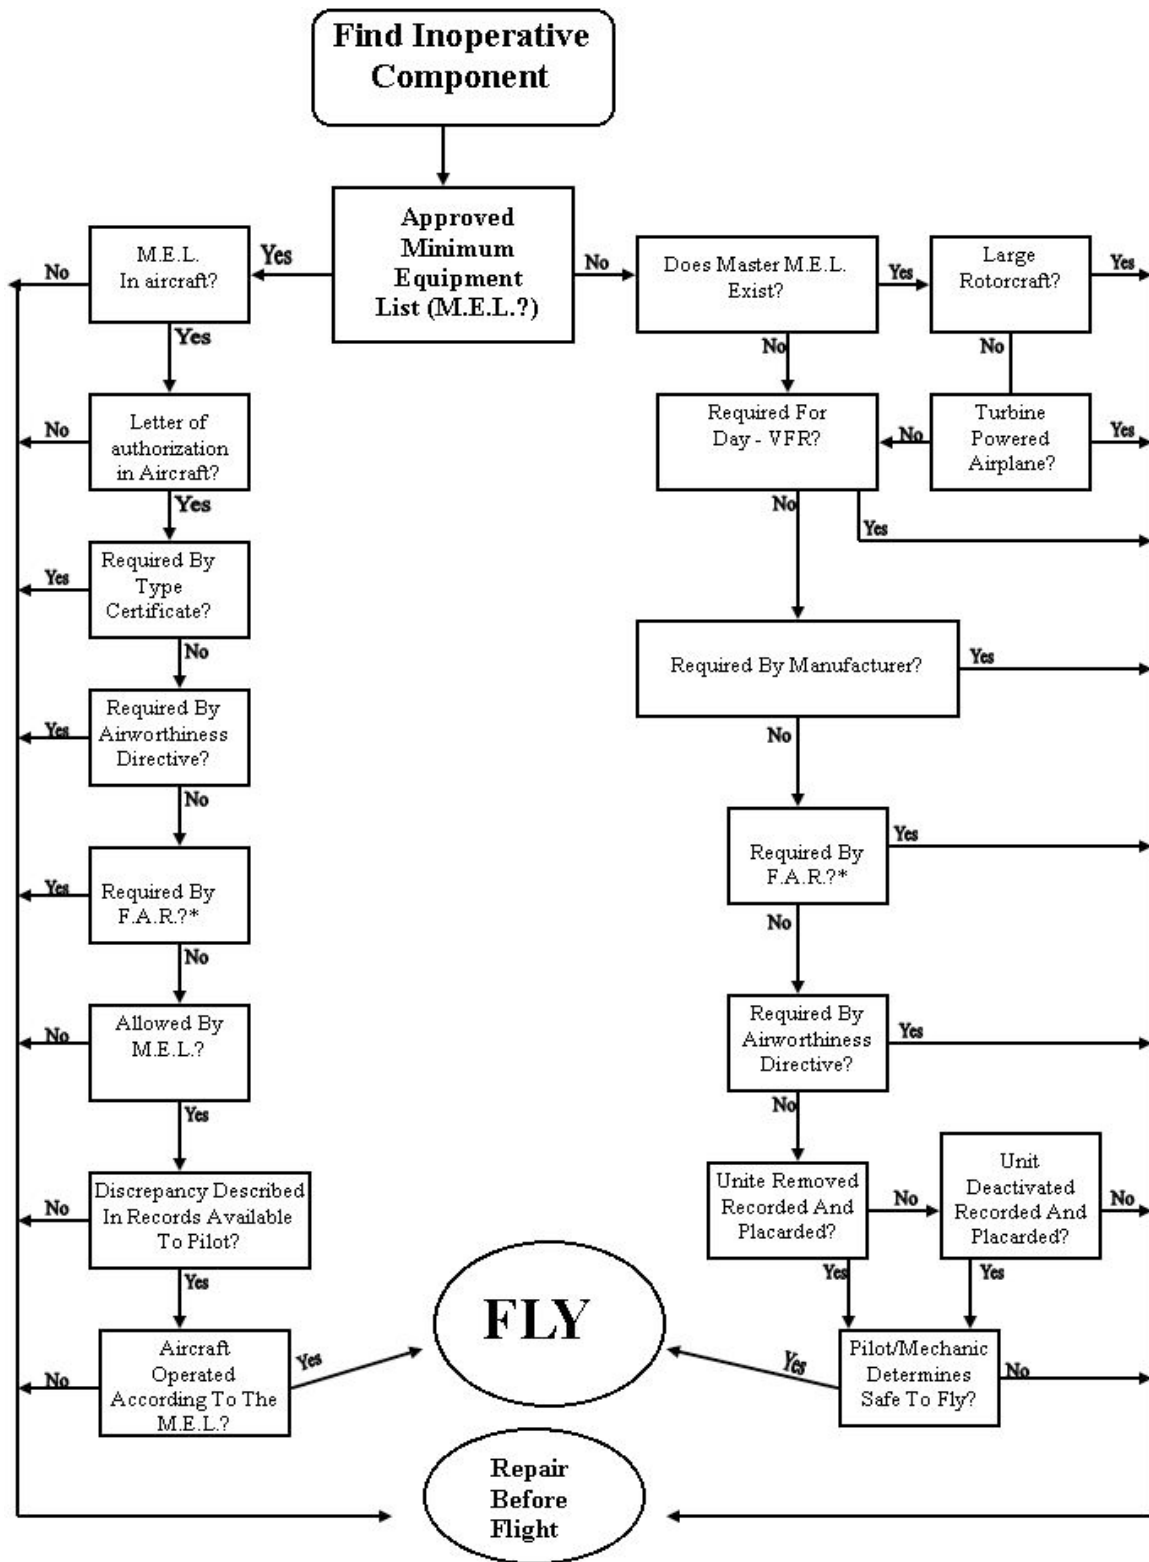 Find Inoperative
Component
Approved
Minimum
Equipment
List (M.E.L.?)
Yes
No
M.E.L.
In aircraft?
No
Yes
Does Master M.E.L.
Exist?
Yes
No
Large
Rotorcraft?
Yes
No
Letter of
authorization
in Aircraft?
No
Yes
Required For
Day - VFR?
No
Yes
Turbine
Powered
Airplane?
No
Yes
Required By
Type
Certificate?
Yes
No
Required By Manufacturer?
Yes
No
Required By
Airworthiness
Directive?
Yes
No
Required By
F.A.R.?*
Yes
No
Required By
F.A.R.?*
Yes
No
Allowed By
M.E.L.?
No
Yes
Required By
Airworthiness
Directive?
Yes
No
Discrepancy Described
In Records Available
To Pilot?
No
Yes
Unite Removed
Recorded And
Placarded?
No
Yes
Unit
Deactivated
Recorded And
Placarded?
No
Yes
Aircraft
Operated
According To The
M.E.L.?
No
Yes
FLY
Pilot/Mechanic
Determines
Safe To Fly?
Yes
No
Repair
Before
Flight